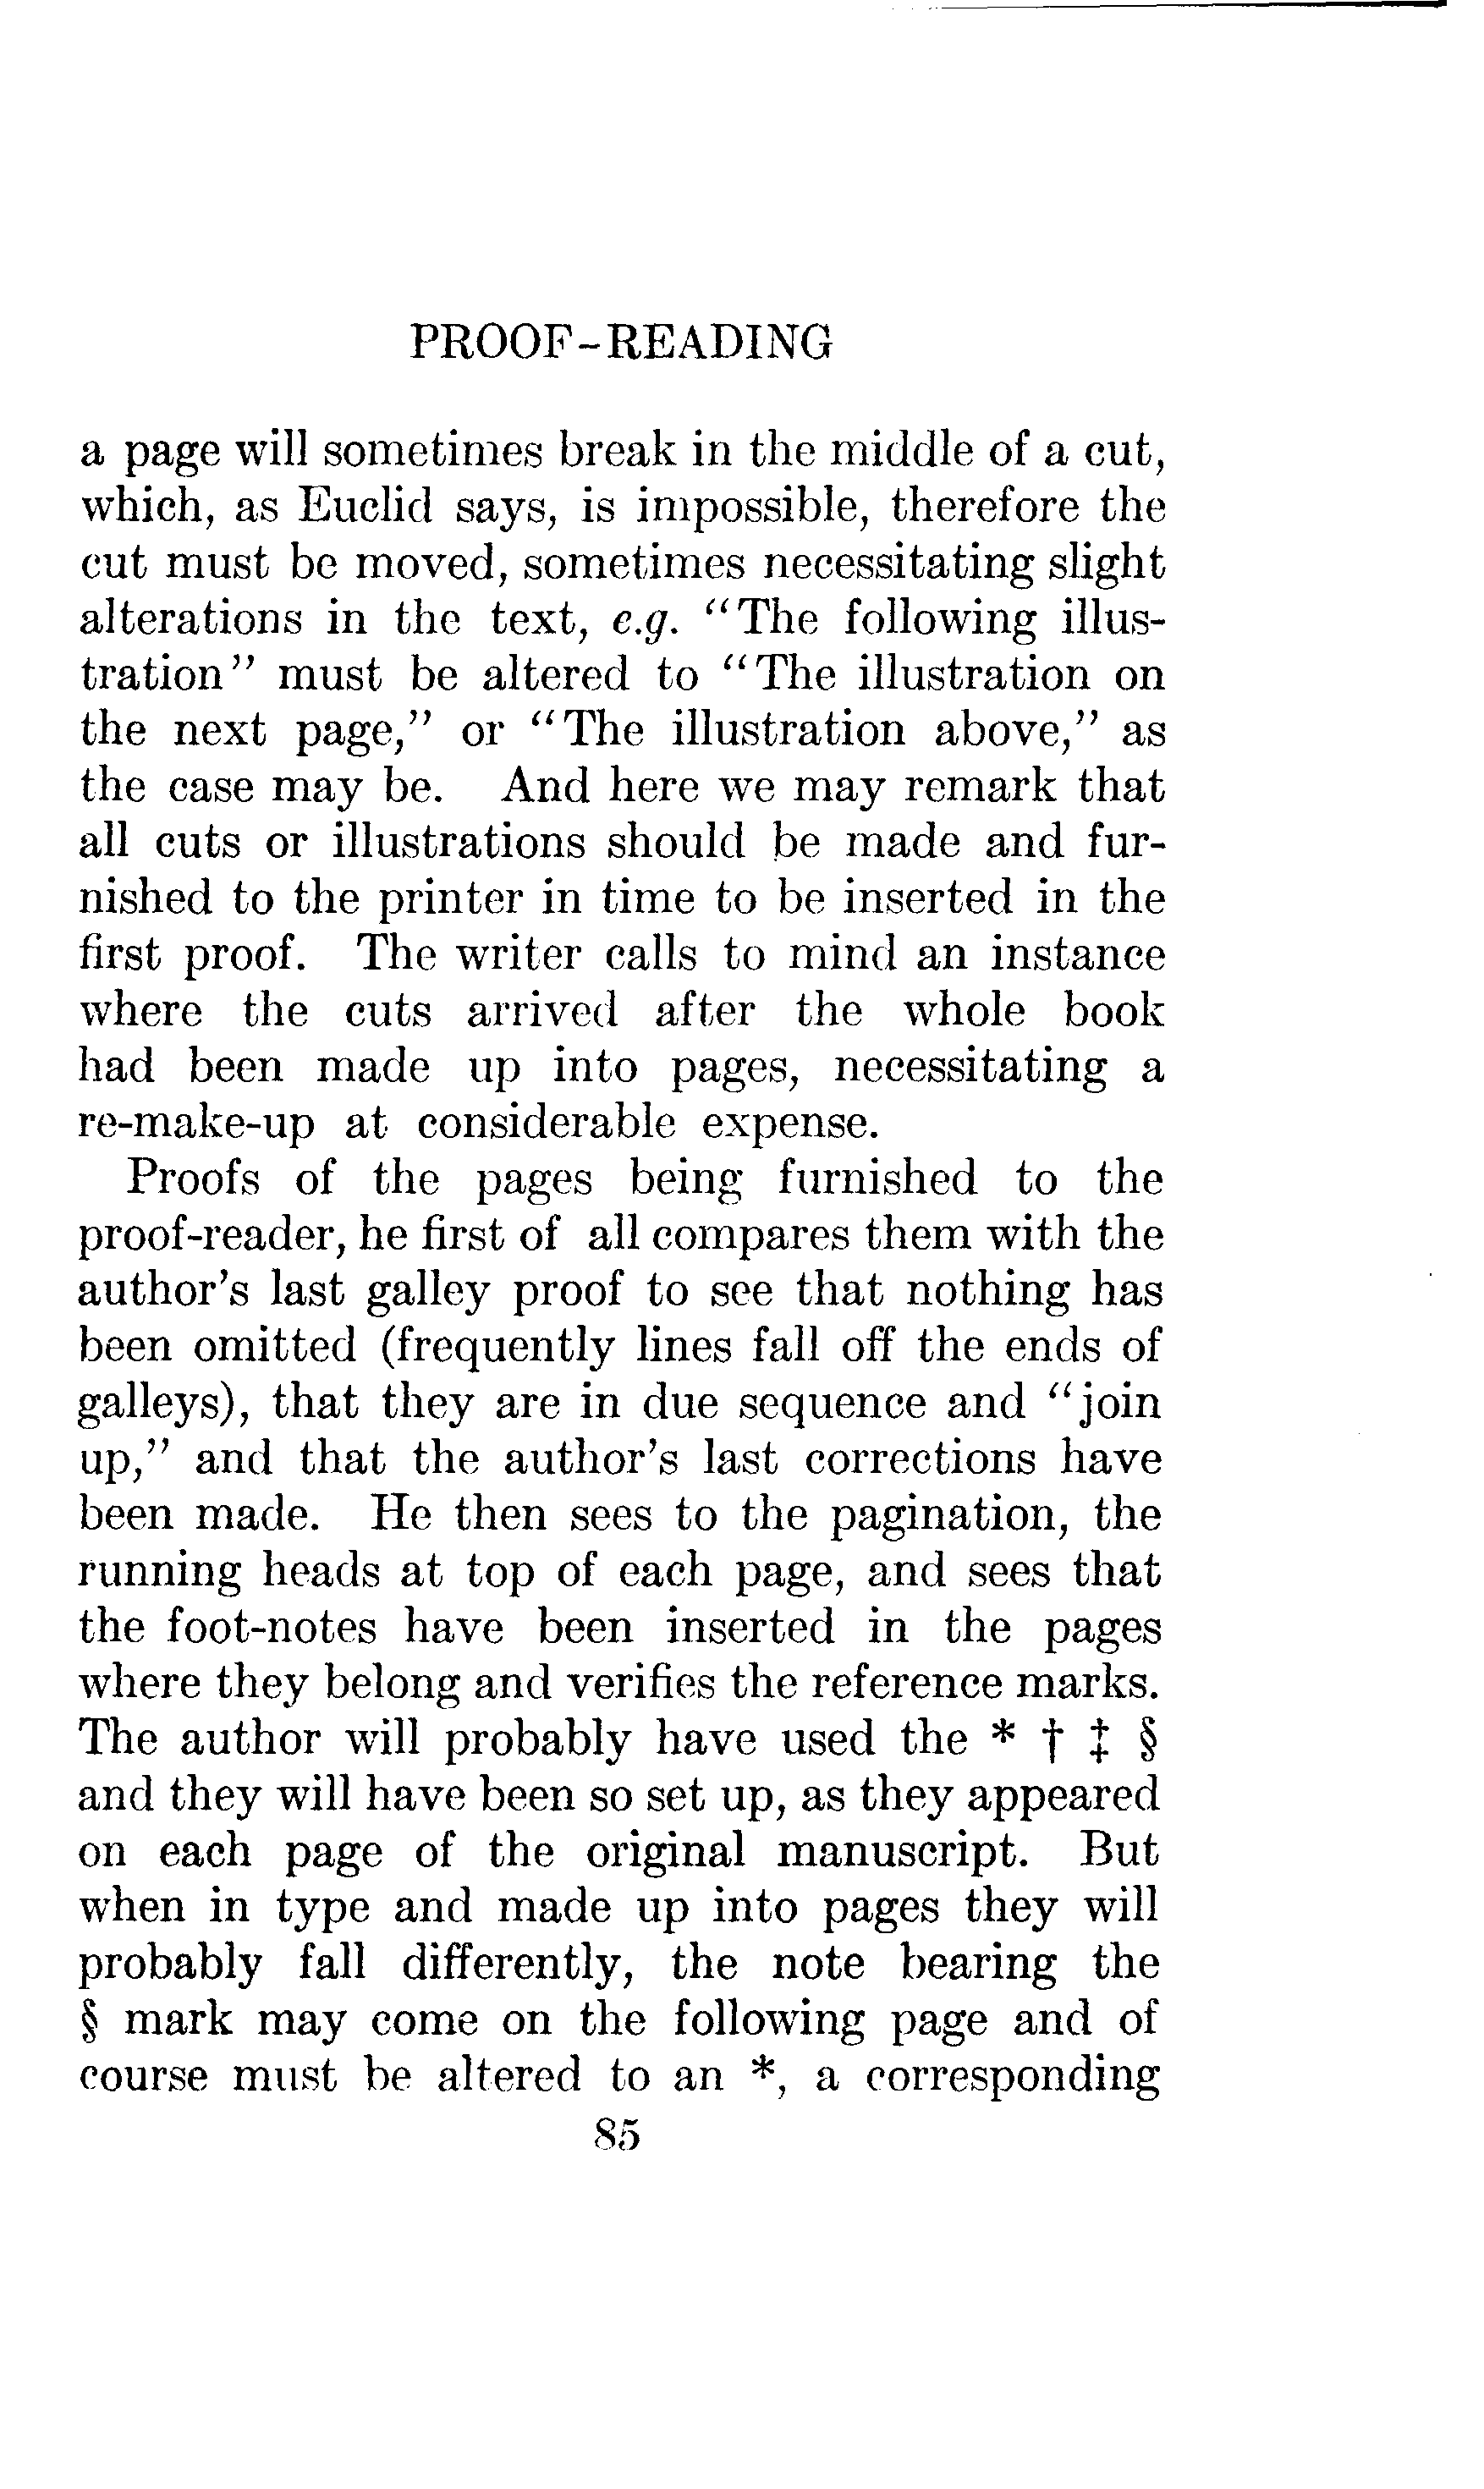 PROOF-READING
a page will sometimes break in the middle of a cut,
which, as Euclid says, is impossible, therefore the
cut must be moved, sometimes necessitating slight
alterations in the text, e.g. "The following illus-
tration" must be altered to "The illustration on
the next page," or "The illustration above," as
the case may be. And here we may remark that
all cuts or illustrations should be made and fur-
nished to the printer in time to be inserted in the
first proof. The writer calls to mind an instance
where the cuts arrived after the whole book
had been made up into pages, necessitating a
re-make-up at considerable expense.
Proofs of the pages being furnished to the
proof-reader, he first of all compares them with the
author's last galley proof to see that nothing has
been omitted (frequently lines fall off the ends of
galleys), that they are in due sequence and "join
up," and that the author's last corrections have
been made. He then sees to the pagination, the
running heads at top of each page, and sees that
the foot-notes have been inserted in the pages
where they belong and verifies the reference marks.
The author will probably have used the * † ‡ §
and they will have been so set up, as they appeared
on each page of the original manuscript. But
when in type and made up into pages they will
probably fall differently, the note bearing the
§ mark may come on the following page and of
course must be altered to an *, a corresponding
85